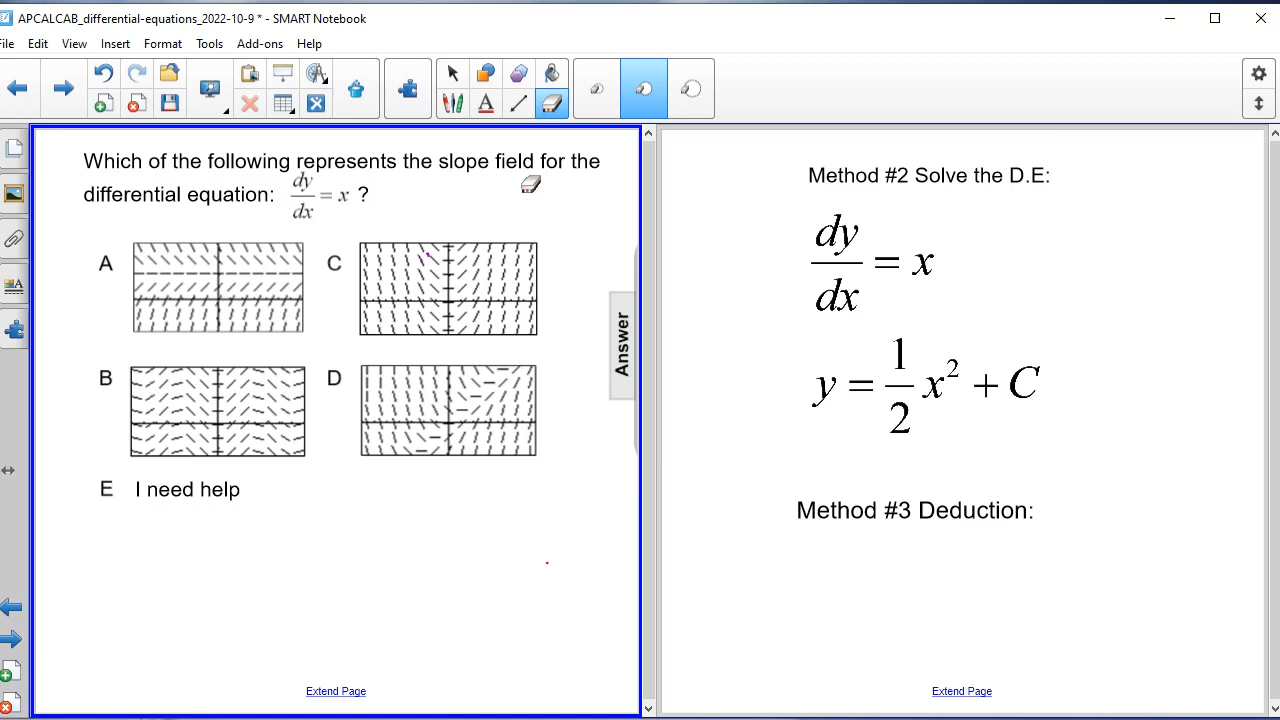 APCALCAB_differential-equations_2022-10-9 * - SMART Notebook
File Edit View Insert Format Tools Add-ons Help
Which of the following represents the slope field for the
differential equation: dy/dx = x ?
A
C
B
D
E I need help
Answer
Extend Page
Method #2 Solve the D.E:
dy/dx = x
y = 1/2 x² + C
Method #3 Deduction:
Extend Page